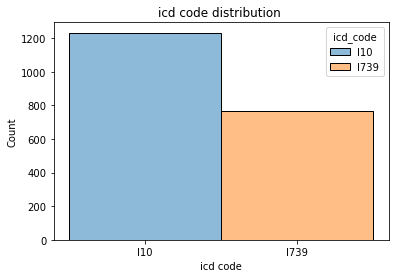 icd code distribution
icd_code
I10
I739
1200
1000
800
600
400
200
0
Count
I10
I739
icd code